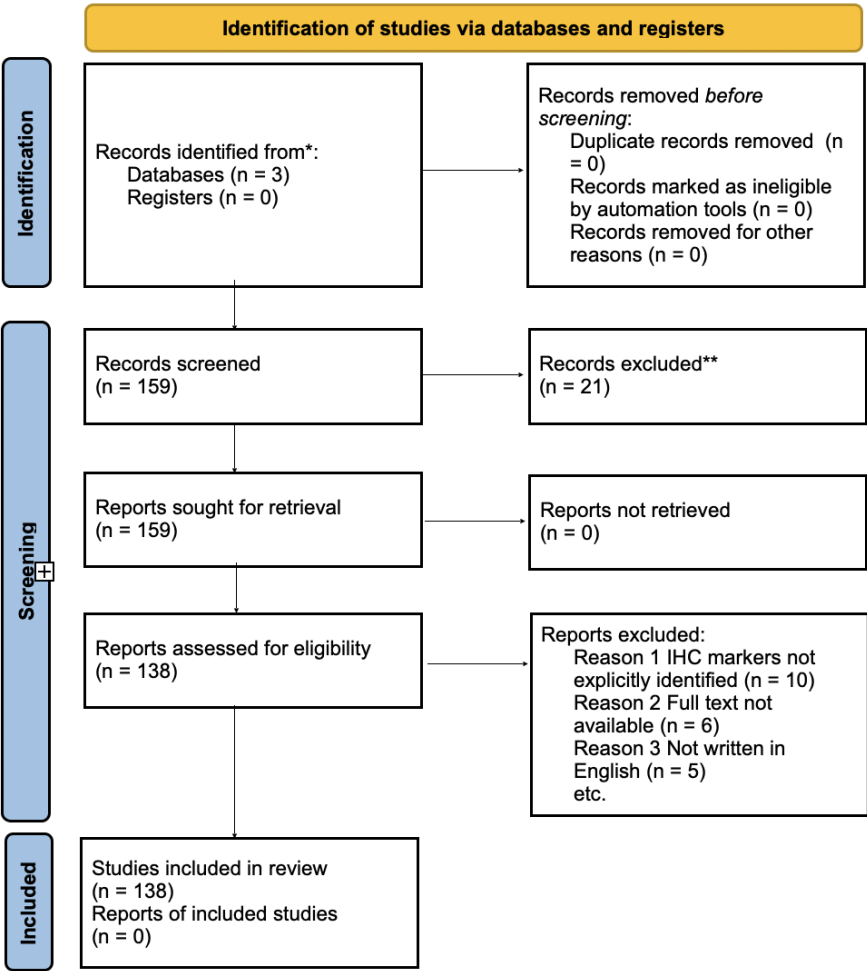 Identification of studies via databases and registers
Identification
Records identified from*:
Databases (n = 3)
Registers (n = 0)
Records removed before
screening:
Duplicate records removed (n
= 0)
Records marked as ineligible
by automation tools (n = 0)
Records removed for other
reasons (n = 0)
Screening
Records screened
(n = 159)
Records excluded**
(n = 21)
Reports sought for retrieval
(n = 159)
Reports not retrieved
(n = 0)
Reports assessed for eligibility
(n = 138)
Reports excluded:
Reason 1 IHC markers not
explicitly identified (n = 10)
Reason 2 Full text not
available (n = 6)
Reason 3 Not written in
English (n = 5)
etc.
Included
Studies included in review
(n = 138)
Reports of included studies
(n = 0)